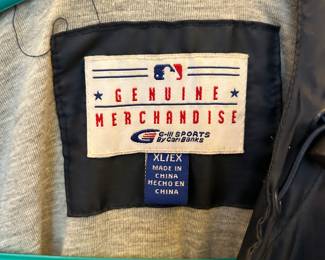 GENUINE
MERCHANDISE
G-III SPORTS
By Carl Banks
XL/EX
MADE IN
CHINA
HECHO EN
CHINA